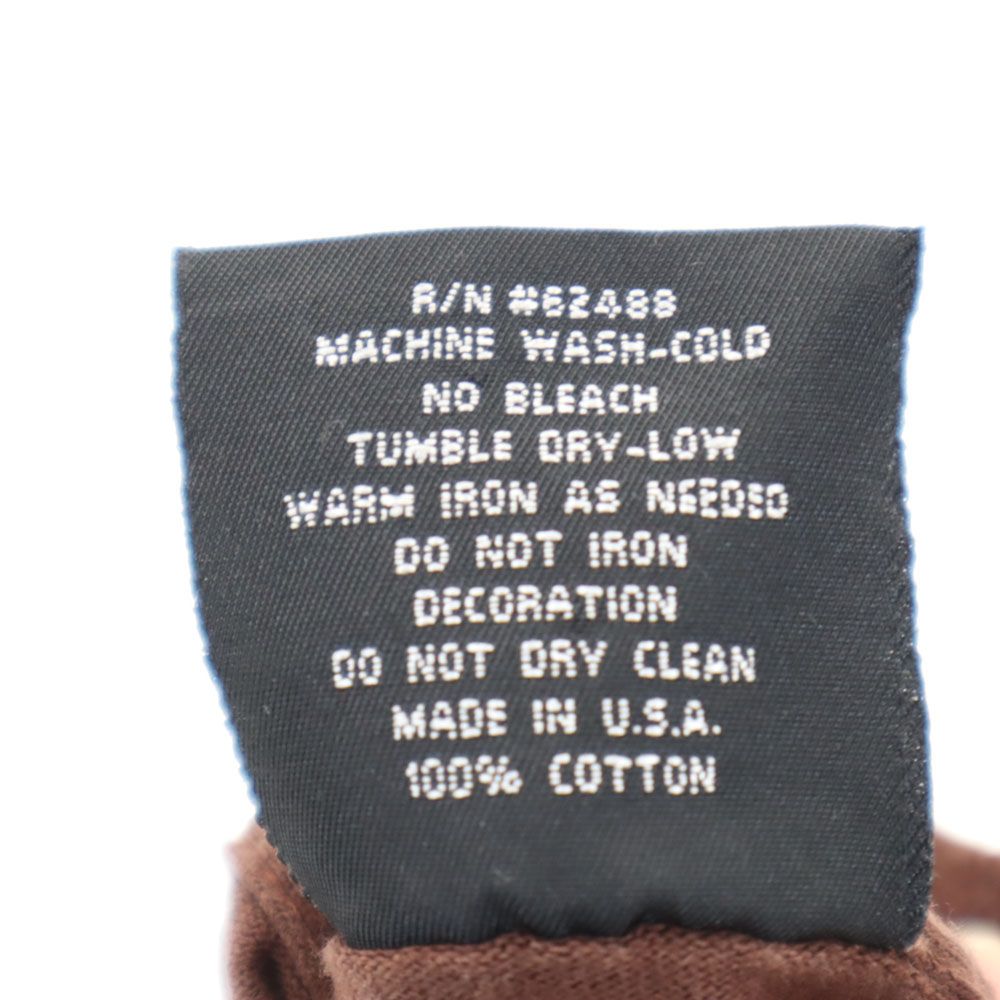 R/N #62488
MACHINE WASH-COLD
NO BLEACH
TUMBLE DRY-LOW
WARM IRON AS NEEDED
DO NOT IRON
DECORATION
DO NOT DRY CLEAN
MADE IN U.S.A.
100% COTTON